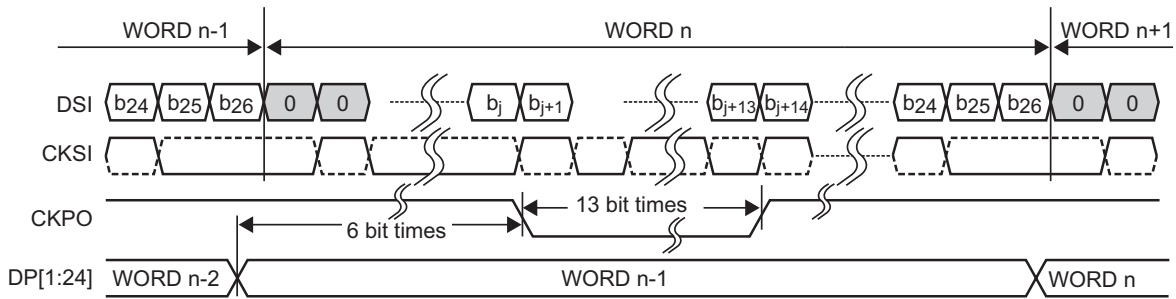 WORD n-1 WORD n WORD n+1
DSI b24 b25 b26 0 0 bj bj+1 bj+13 bj+14 b24 b25 b26 0 0
CKSI
CKPO 6 bit times 13 bit times
DP[1:24] WORD n-2 WORD n-1 WORD n